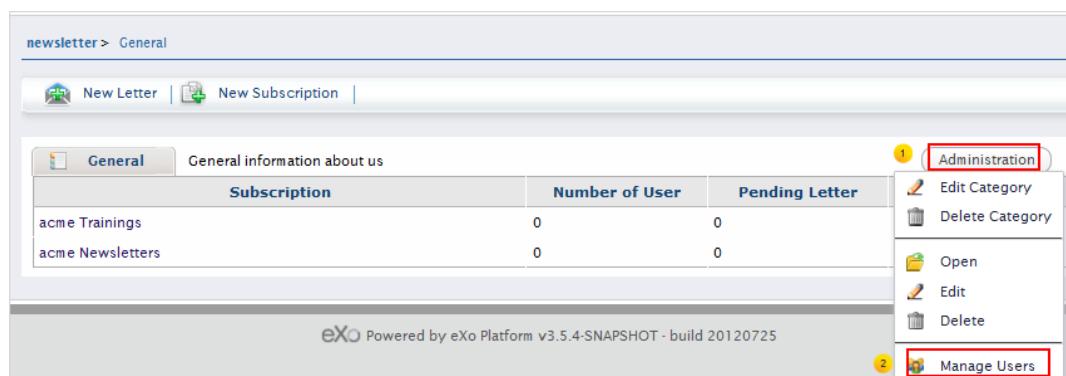 newsletter > General
New Letter | New Subscription |
General General information about us 1 Administration
Subscription Number of User Pending Letter
acme Trainings 0 0
acme Newsletters 0 0
Edit Category
Delete Category
Open
Edit
Delete
2 Manage Users
eXo Powered by eXo Platform v3.5.4-SNAPSHOT - build 20120725